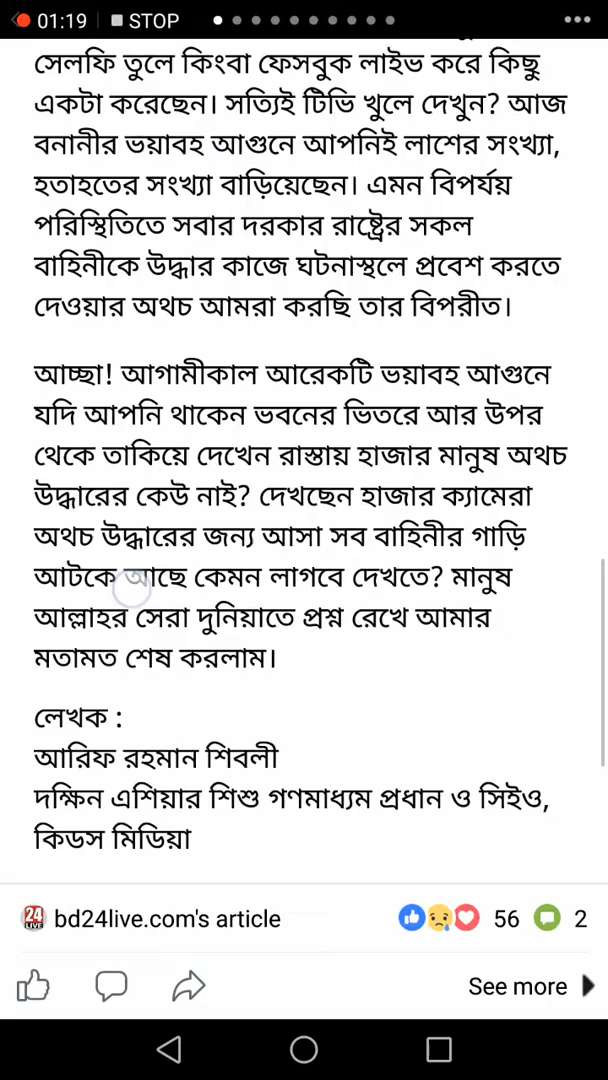 01:19 STOP
সেলফি তুলে কিংবা ফেসবুক লাইভ করে কিছু
একটা করেছেন। সত্যিই টিভি খুলে দেখুন? আজ
বনানীর ভয়াবহ আগুনে আপনিই লাশের সংখ্যা,
হতাহতের সংখ্যা বাড়িয়েছেন। এমন বিপর্যয়
পরিস্থিতিতে সবার দরকার রাষ্ট্রের সকল
বাহিনীকে উদ্ধার কাজে ঘটনাস্থলে প্রবেশ করতে
দেওয়ার অথচ আমরা করছি তার বিপরীত।
আচ্ছা! আগামীকাল আরেকটি ভয়াবহ আগুনে
যদি আপনি থাকেন ভবনের ভিতরে আর উপর
থেকে তাকিয়ে দেখেন রাস্তায় হাজার মানুষ অথচ
উদ্ধারের কেউ নাই? দেখছেন হাজার ক্যামেরা
অথচ উদ্ধারের জন্য আসা সব বাহিনীর গাড়ি
আটকে আছে কেমন লাগবে দেখতে? মানুষ
আল্লাহর সেরা দুনিয়াতে প্রশ্ন রেখে আমার
মতামত শেষ করলাম।
লেখক :
আরিফ রহমান শিবলী
দক্ষিন এশিয়ার শিশু গণমাধ্যম প্রধান ও সিইও,
কিডস মিডিয়া
24 LIVE bd24live.com's article 56 2
See more